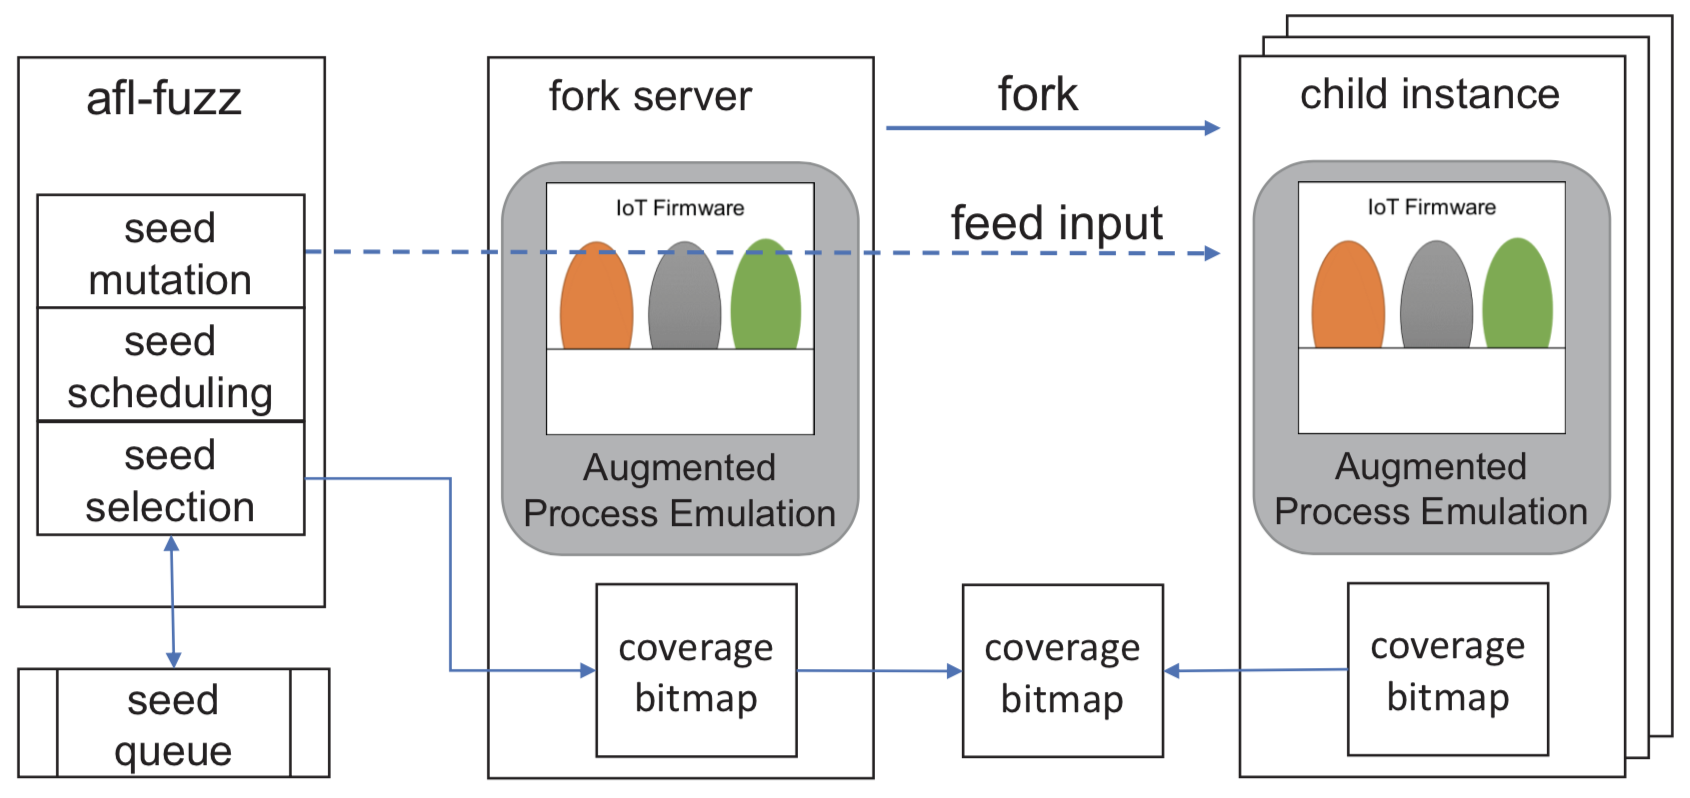 afl-fuzz
seed
mutation
seed
scheduling
seed
selection
seed
queue
fork server
IoT Firmware
Augmented
Process Emulation
coverage
bitmap
fork
feed input
coverage
bitmap
child instance
IoT Firmware
Augmented
Process Emulation
coverage
bitmap